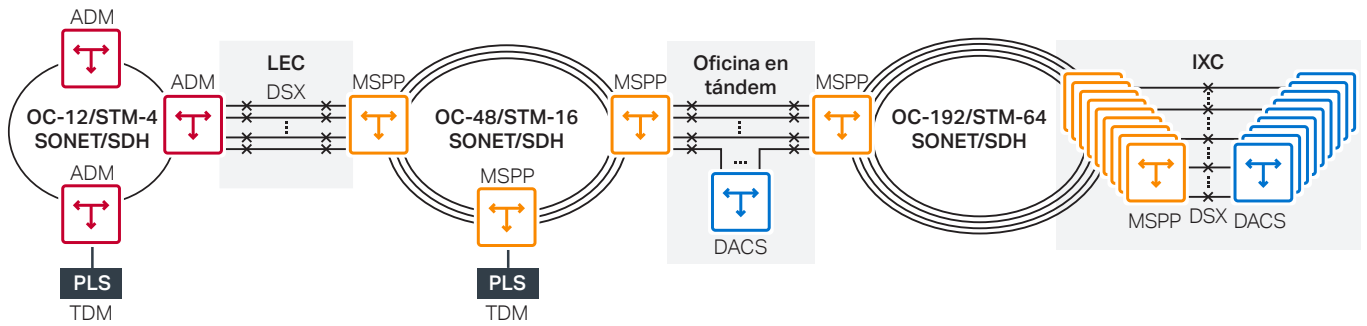 ADM
ADM
OC-12/STM-4
SONET/SDH
ADM
PLS
TDM
LEC
DSX
MSPP
OC-48/STM-16
SONET/SDH
MSPP
PLS
TDM
MSPP
Oficina en
tándem
DACS
MSPP
OC-192/STM-64
SONET/SDH
IXC
MSPP
DSX
DACS